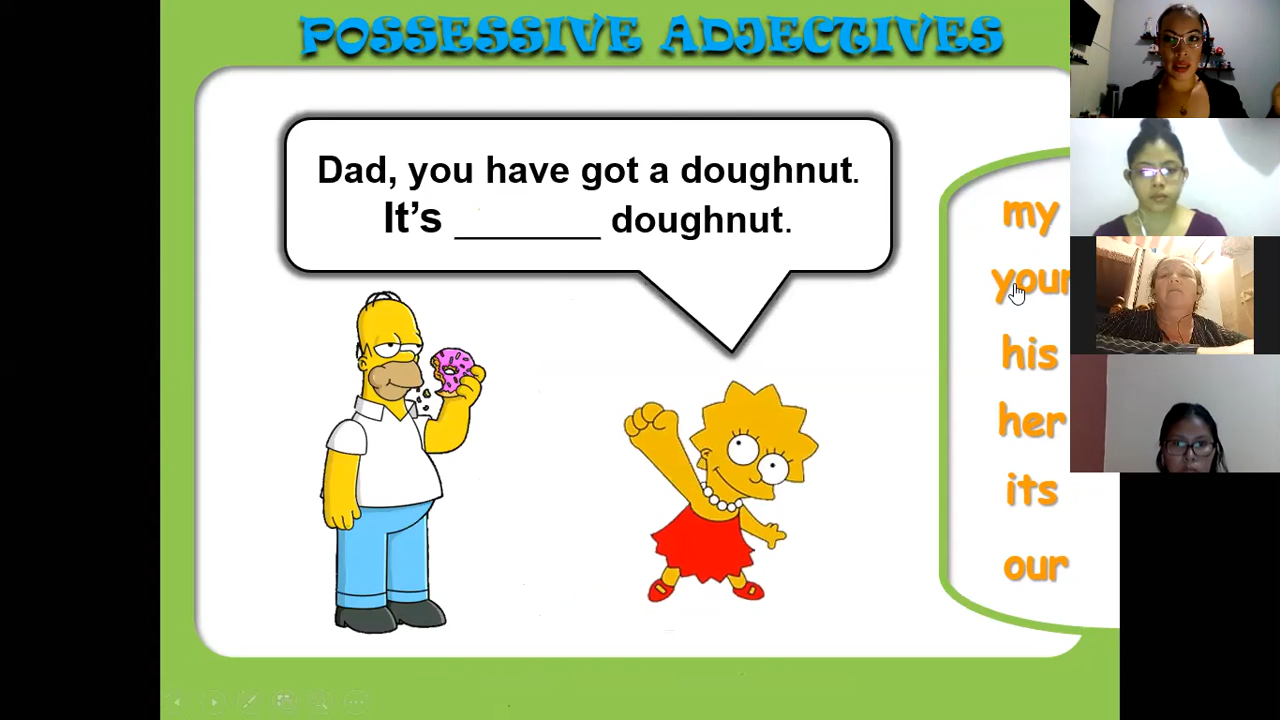 POSSESSIVE ADJECTIVES
Dad, you have got a doughnut.
It's _______ doughnut.
my
your
his
her
its
our